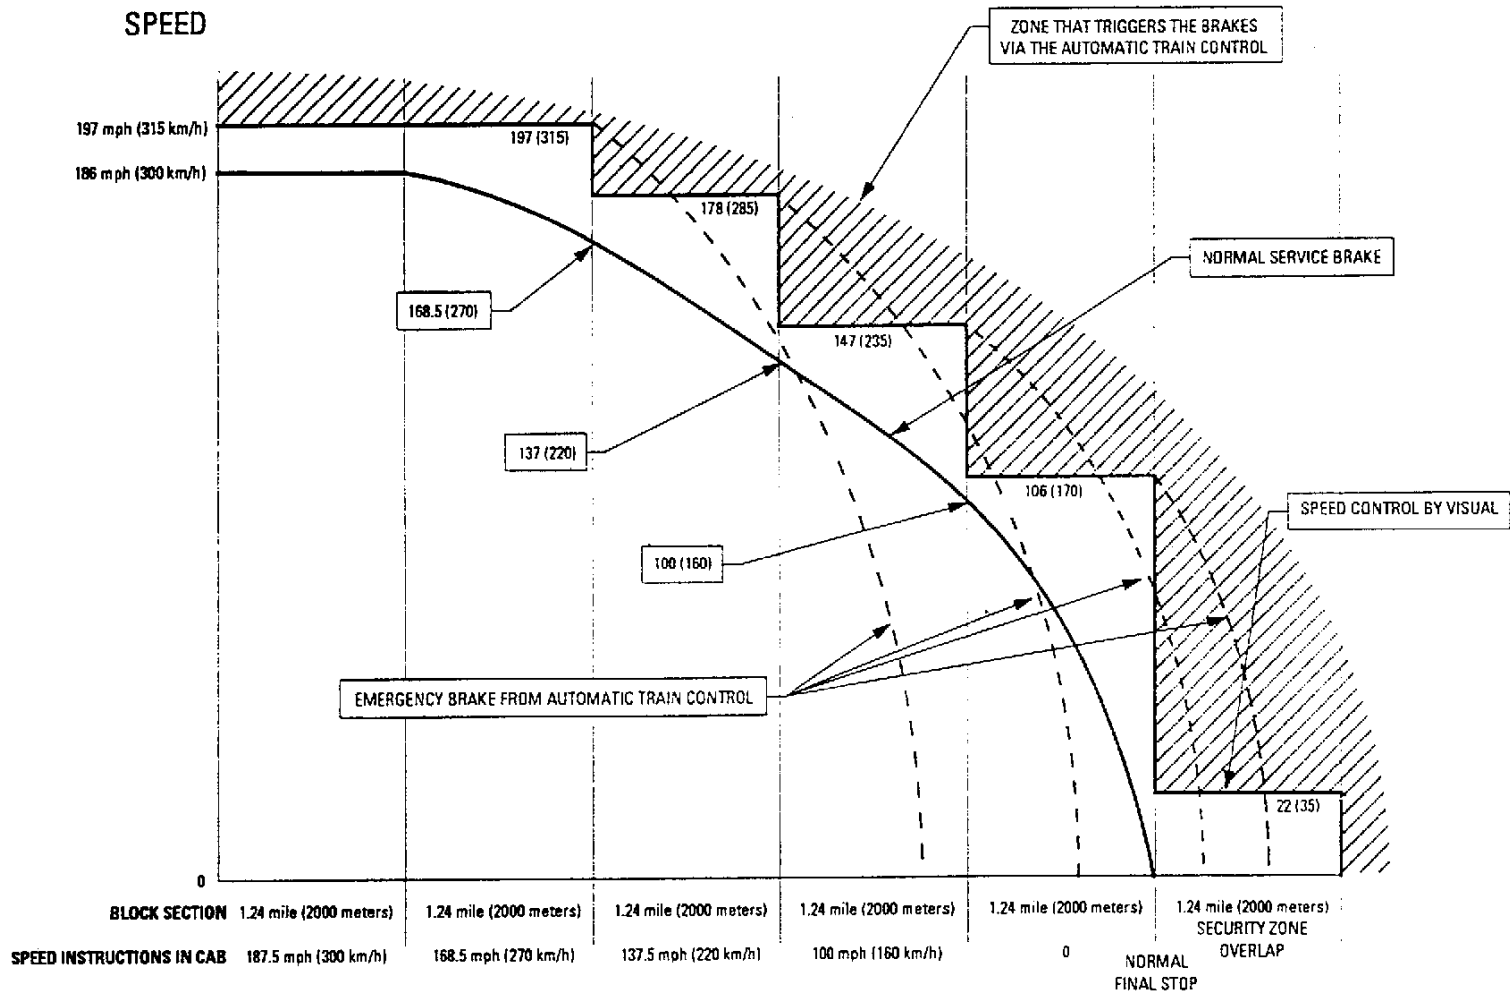 SPEED
ZONE THAT TRIGGERS THE BRAKES
VIA THE AUTOMATIC TRAIN CONTROL
197 mph (315 km/h)
197 (315)
186 mph (300 km/h)
178 (285)
NORMAL SERVICE BRAKE
168.5 (270)
147 (235)
137 (220)
106 (170)
SPEED CONTROL BY VISUAL
100 (160)
EMERGENCY BRAKE FROM AUTOMATIC TRAIN CONTROL
22 (35)
0
BLOCK SECTION 1.24 mile (2000 meters) 1.24 mile (2000 meters) 1.24 mile (2000 meters) 1.24 mile (2000 meters) 1.24 mile (2000 meters) 1.24 mile (2000 meters)
SECURITY ZONE
OVERLAP
SPEED INSTRUCTIONS IN CAB 187.5 mph (300 km/h) 168.5 mph (270 km/h) 137.5 mph (220 km/h) 100 mph (160 km/h) 0
NORMAL
FINAL STOP